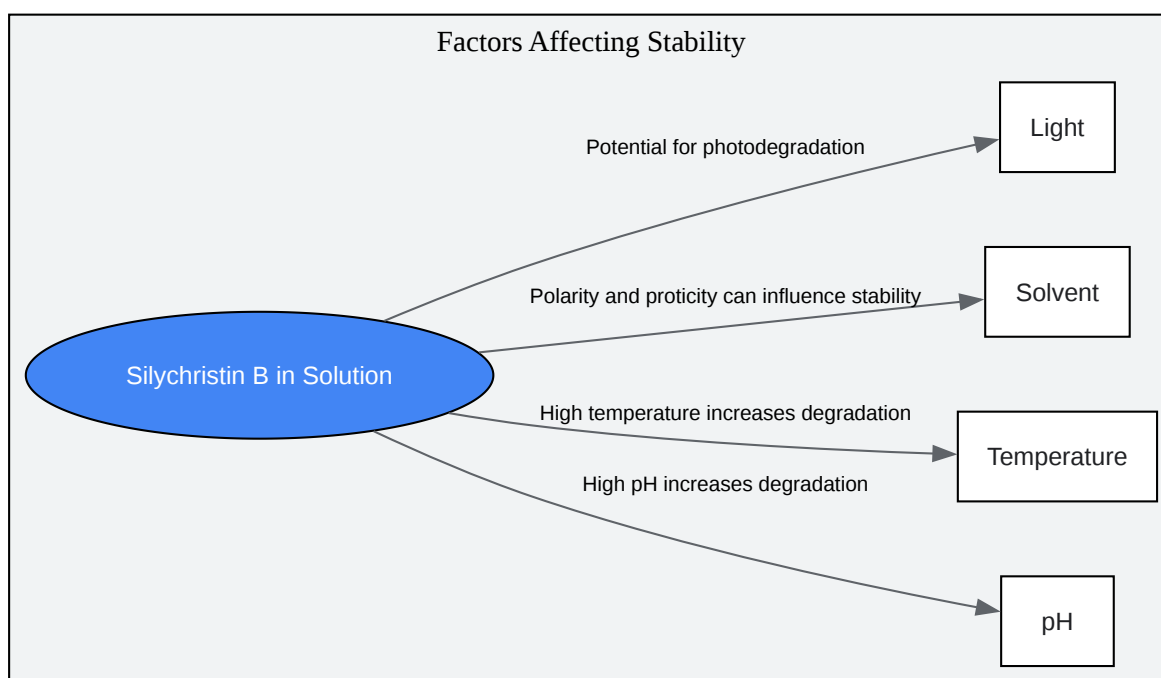 Factors Affecting Stability
Light
Potential for photodegradation
Solvent
Polarity and proticity can influence stability
Silychristin B in Solution
High temperature increases degradation
Temperature
High pH increases degradation
pH